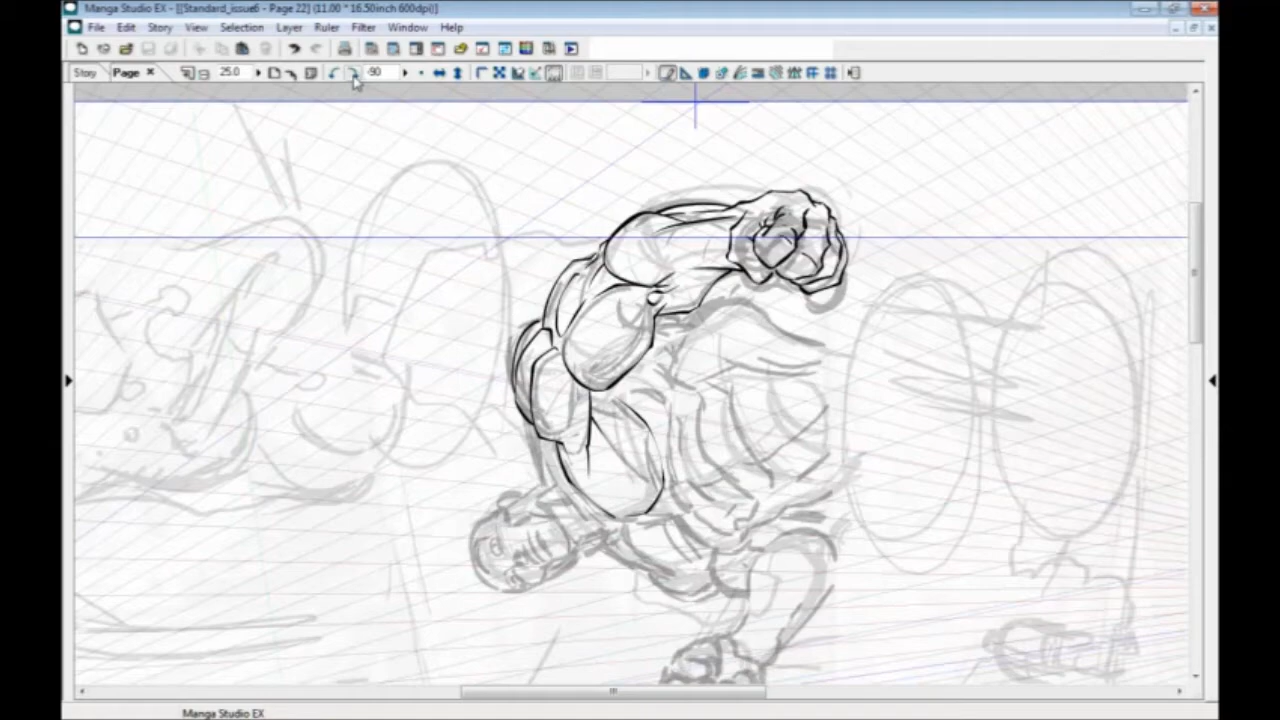 Manga Studio EX - [[Standard_issue6 - Page 22] (11.00 * 16.50inch 600dpi)]
File Edit Story View Selection Layer Ruler Filter Window Help
Story Page 25.0 -90
Manga Studio EX